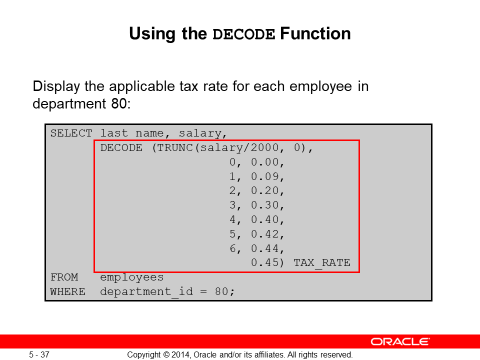 Using the DECODE Function
Display the applicable tax rate for each employee in
department 80:
SELECT last_name, salary,
DECODE (TRUNC(salary/2000, 0),
0, 0.00,
1, 0.09,
2, 0.20,
3, 0.30,
4, 0.40,
5, 0.42,
6, 0.44,
0.45) TAX_RATE
FROM employees
WHERE department_id = 80;
ORACLE
5 - 37 Copyright © 2014, Oracle and/or its affiliates. All rights reserved.